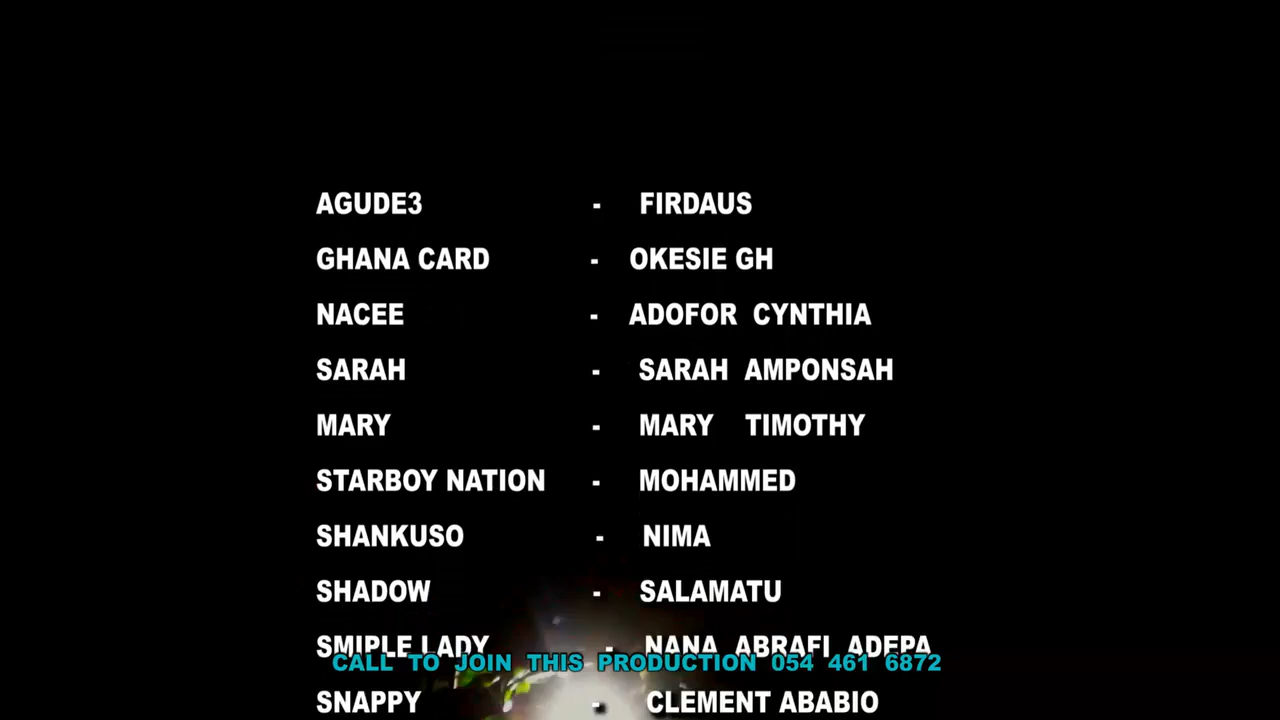 AGUDE3 - FIRDAUS
GHANA CARD - OKESIE GH
NACEE - ADOFOR CYNTHIA
SARAH - SARAH AMPONSAH
MARY - MARY TIMOTHY
STARBOY NATION - MOHAMMED
SHANKUSO - NIMA
SHADOW - SALAMATU
SMIPLE LADY - NANA ABRAFI ADEPA
CALL TO JOIN THIS PRODUCTION 054 461 6872
SNAPPY - CLEMENT ABABIO